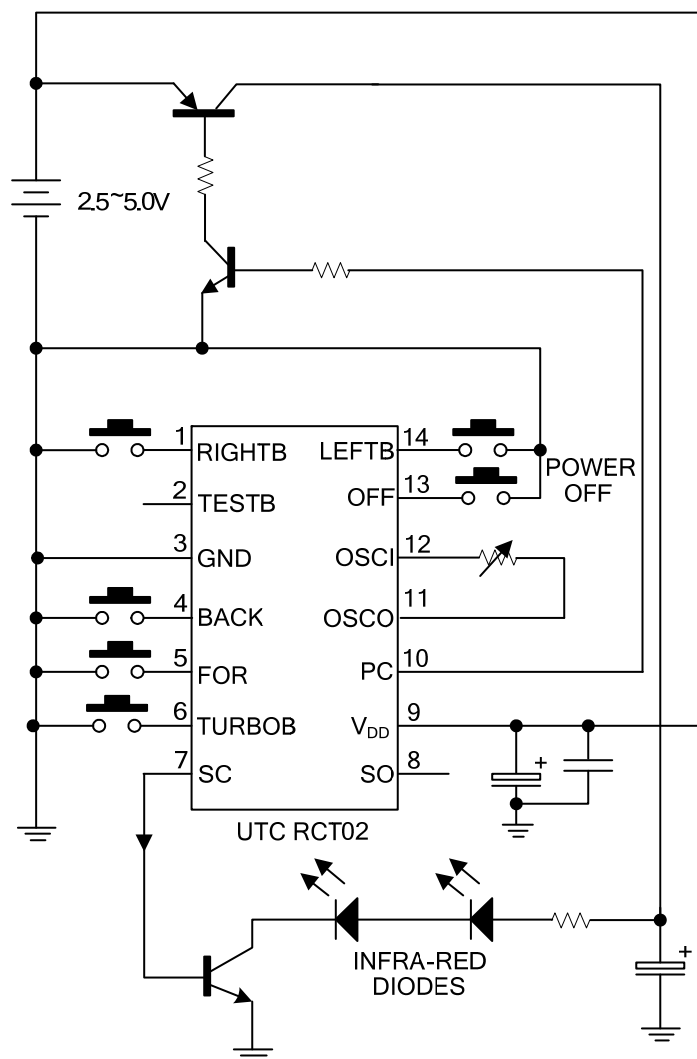 2.5~5.0V
1 RIGHTB LEFTB 14
POWER
OFF
2 TESTB OFF 13
3 GND OSCI 12
4 BACK OSCO 11
5 FOR PC 10
6 TURBOB VDD 9
7 SC SO 8
+
UTC RCT02
INFRA-RED
DIODES
+